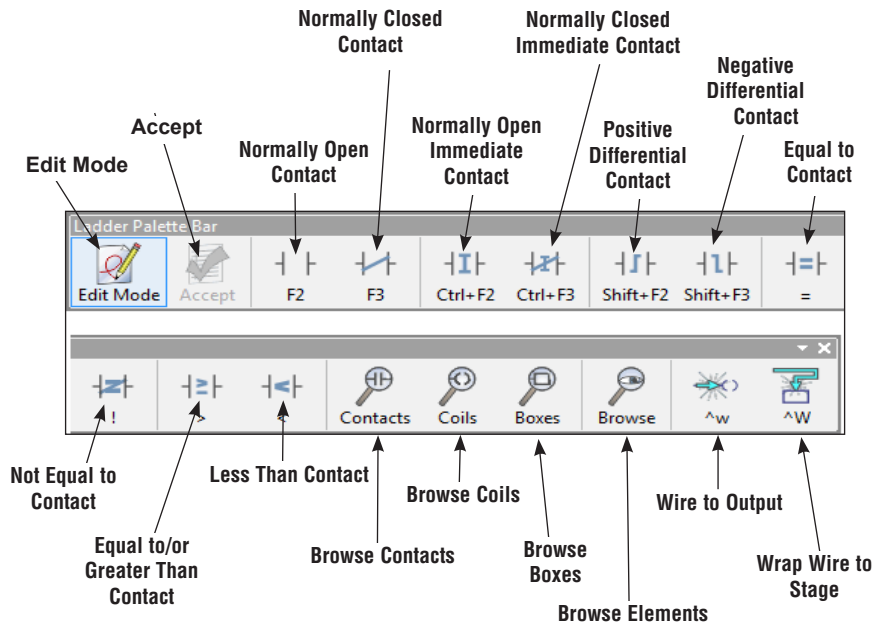 Normally Closed
Contact
Normally Closed
Immediate Contact
Negative
Differential
Contact
Accept
Edit Mode
Normally Open
Contact
Normally Open
Immediate
Contact
Positive
Differential
Contact
Equal to
Contact
Ladder Palette Bar
Edit Mode
Accept
F2
F3
Ctrl+F2
Ctrl+F3
Shift+F2
Shift+F3
=
!
>
<
Contacts
Coils
Boxes
Browse
^w
^W
Not Equal to
Contact
Equal to/or
Greater Than
Contact
Less Than Contact
Browse Contacts
Browse Coils
Browse
Boxes
Browse Elements
Wire to Output
Wrap Wire to
Stage